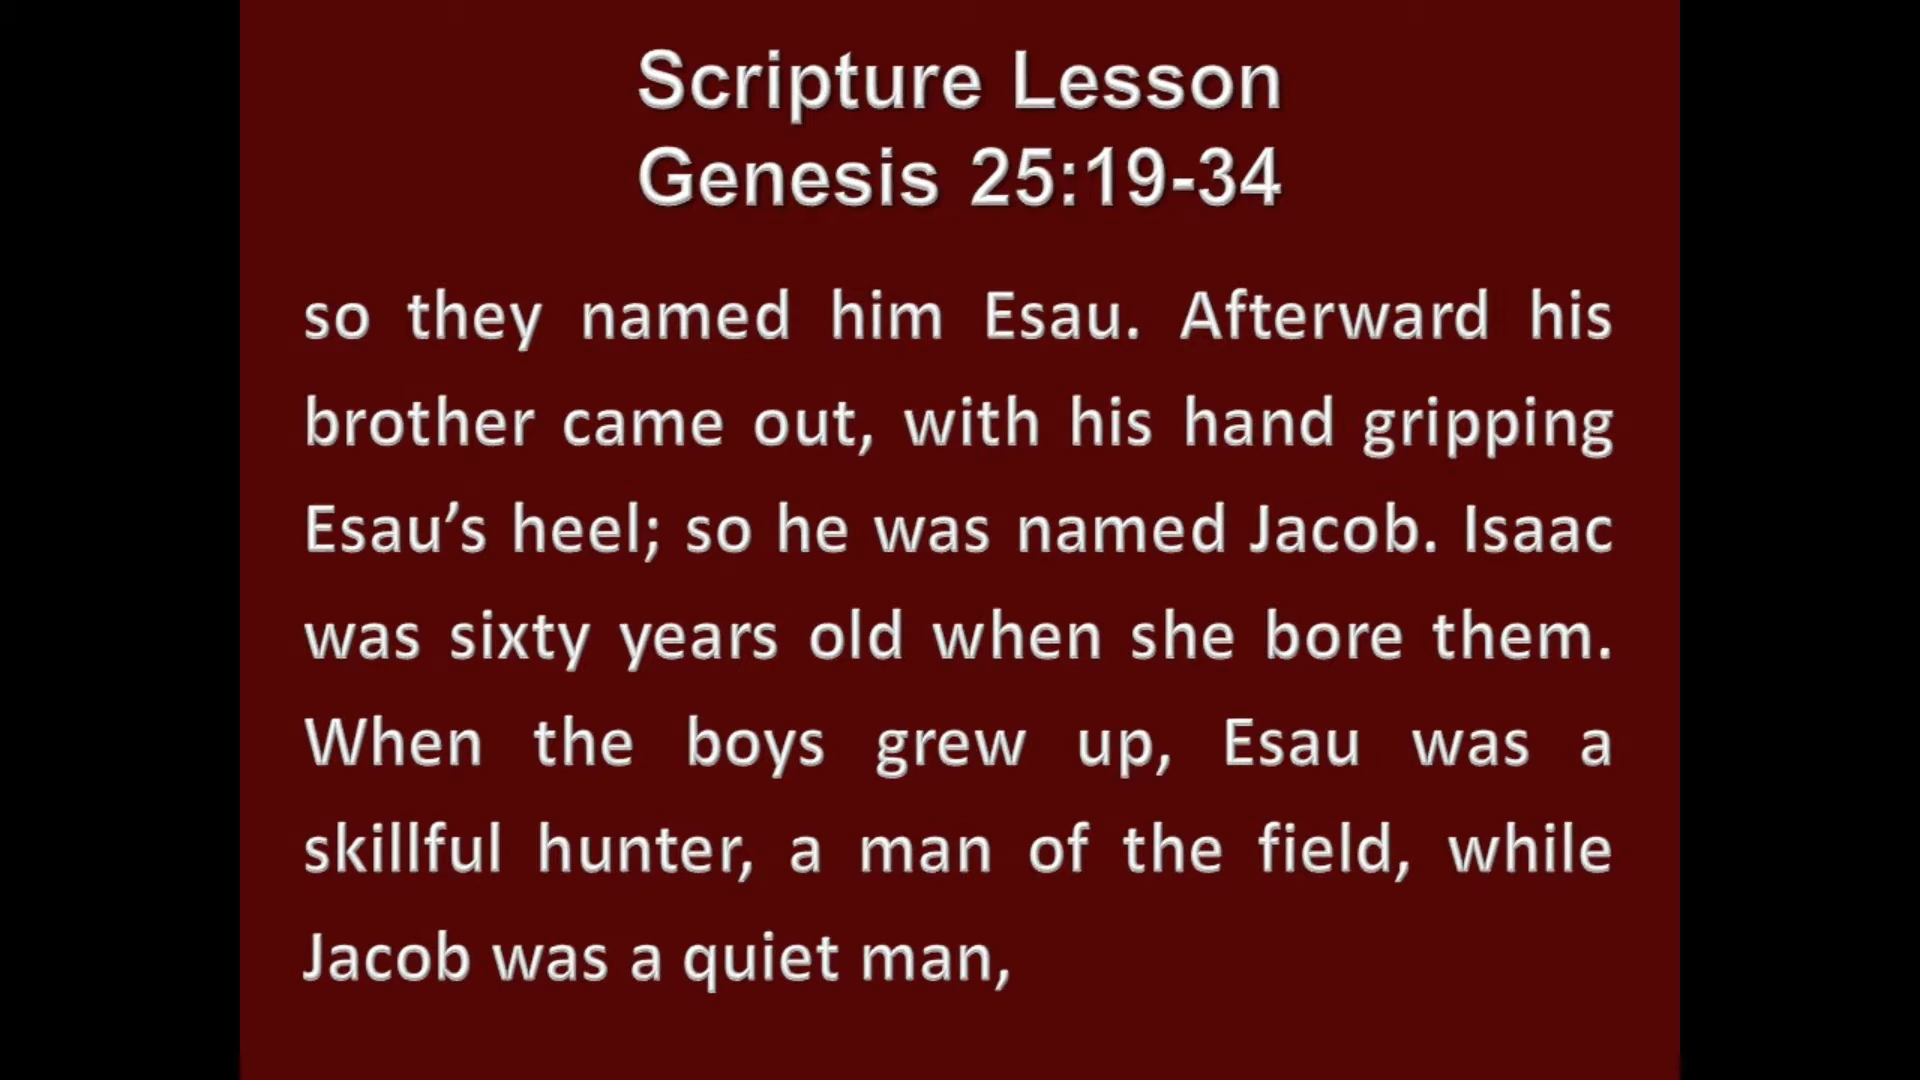 Scripture Lesson
Genesis 25:19-34
so they named him Esau. Afterward his
brother came out, with his hand gripping
Esau’s heel; so he was named Jacob. Isaac
was sixty years old when she bore them.
When the boys grew up, Esau was a
skillful hunter, a man of the field, while
Jacob was a quiet man,